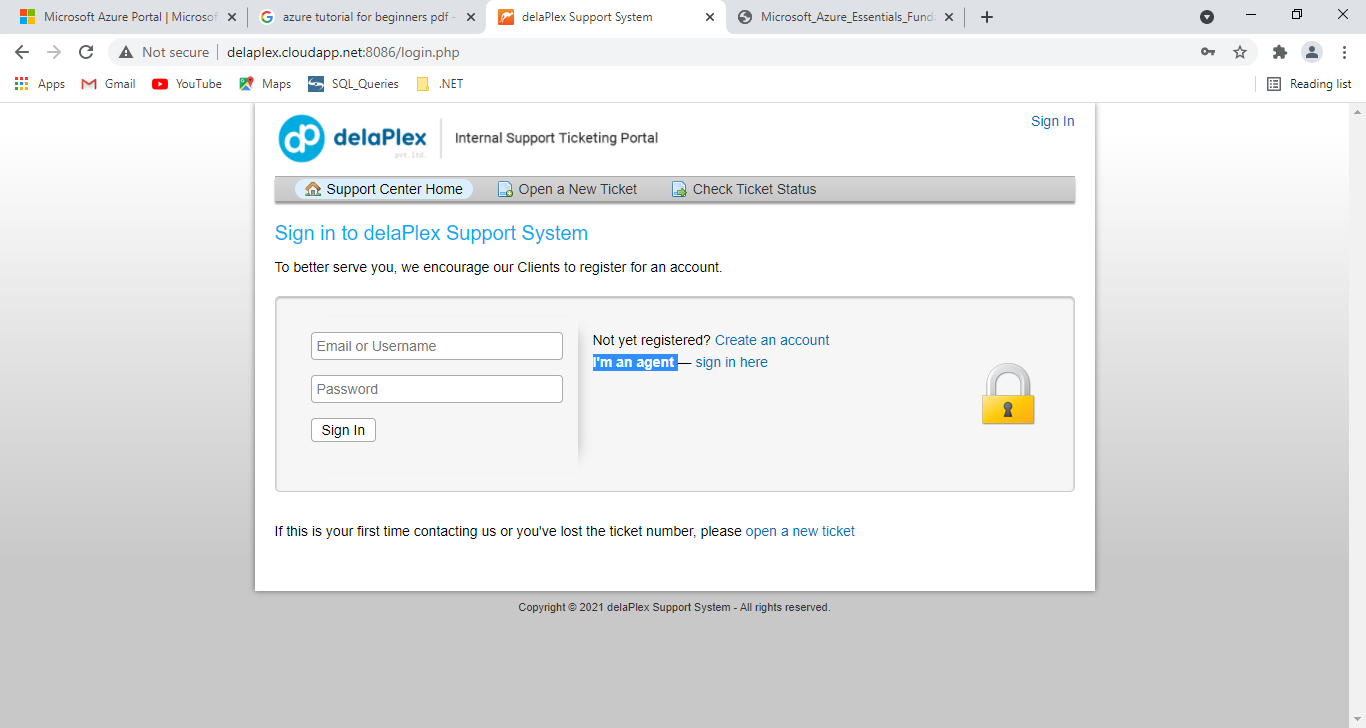 Microsoft Azure Portal | Microsof
azure tutorial for beginners pdf -
delaPlex Support System
Microsoft_Azure_Essentials_Fund
Not secure
delaplex.cloudapp.net:8086/login.php
Apps
Gmail
YouTube
Maps
SQL_Queries
.NET
Reading list
dp
delaPlex
pvt.ltd.
Internal Support Ticketing Portal
Sign In
Support Center Home
Open a New Ticket
Check Ticket Status
Sign in to delaPlex Support System
To better serve you, we encourage our Clients to register for an account.
Email or Username
Password
Sign In
Not yet registered? Create an account
I'm an agent — sign in here
If this is your first time contacting us or you've lost the ticket number, please open a new ticket
Copyright © 2021 delaPlex Support System - All rights reserved.